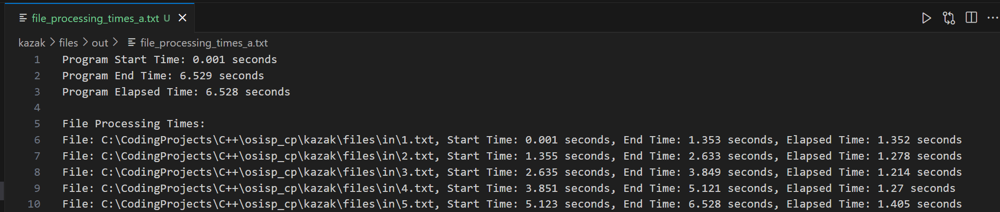 file_processing_times_a.txt U
kazak > files > out > file_processing_times_a.txt
1 Program Start Time: 0.001 seconds
2 Program End Time: 6.529 seconds
3 Program Elapsed Time: 6.528 seconds
4
5 File Processing Times:
6 File: C:\CodingProjects\C++\osisp_cp\kazak\files\in\1.txt, Start Time: 0.001 seconds, End Time: 1.353 seconds, Elapsed Time: 1.352 seconds
7 File: C:\CodingProjects\C++\osisp_cp\kazak\files\in\2.txt, Start Time: 1.355 seconds, End Time: 2.633 seconds, Elapsed Time: 1.278 seconds
8 File: C:\CodingProjects\C++\osisp_cp\kazak\files\in\3.txt, Start Time: 2.635 seconds, End Time: 3.849 seconds, Elapsed Time: 1.214 seconds
9 File: C:\CodingProjects\C++\osisp_cp\kazak\files\in\4.txt, Start Time: 3.851 seconds, End Time: 5.121 seconds, Elapsed Time: 1.27 seconds
10 File: C:\CodingProjects\C++\osisp_cp\kazak\files\in\5.txt, Start Time: 5.123 seconds, End Time: 6.528 seconds, Elapsed Time: 1.405 seconds